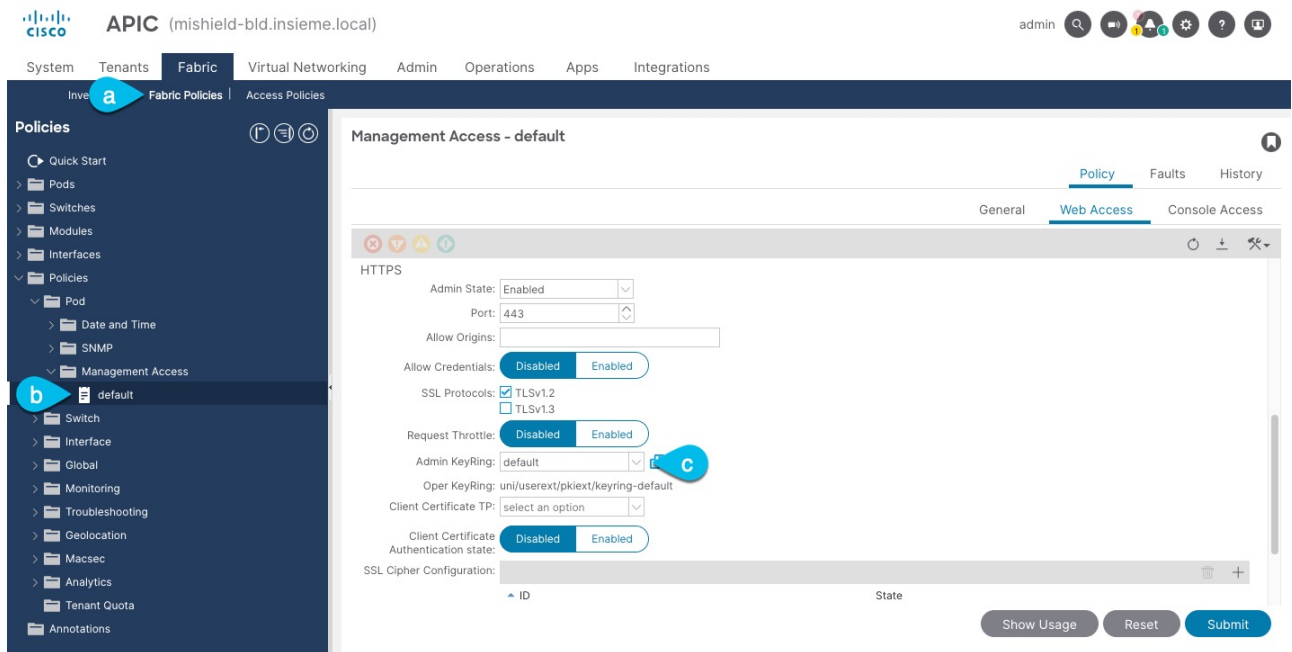 CISCO APIC (mishield-bld.insieme.local) admin 1 1 ?
System Tenants Fabric Virtual Networking Admin Operations Apps Integrations
a Fabric Policies | Access Policies
Policies
Quick Start
Pods
Switches
Modules
Interfaces
Policies
Pod
Date and Time
SNMP
Management Access
b default
Switch
Interface
Global
Monitoring
Troubleshooting
Geolocation
Macsec
Analytics
Tenant Quota
Annotations
Management Access - default
Policy Faults History
General Web Access Console Access
HTTPS
Admin State: Enabled
Port: 443
Allow Origins:
Allow Credentials: Disabled Enabled
SSL Protocols: TLSv1.2
TLSv1.3
Request Throttle: Disabled Enabled
Admin KeyRing: default c
Oper KeyRing: uni/userext/pkiext/keyring-default
Client Certificate TP: select an option
Client Certificate
Authentication state: Disabled Enabled
SSL Cipher Configuration:
ID State
Show Usage Reset Submit